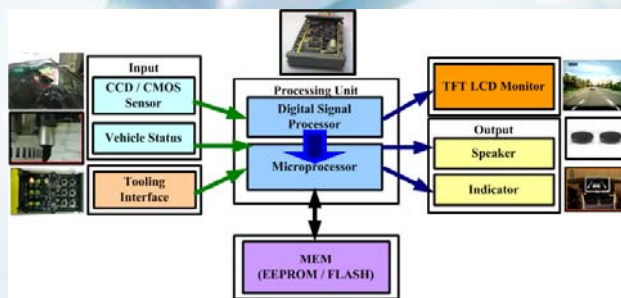 Input
CCD / CMOS
Sensor
Vehicle Status
Tooling
Interface
Processing Unit
Digital Signal
Processor
Microprocessor
MEM
(EEPROM / FLASH)
TFT LCD Monitor
Output
Speaker
Indicator